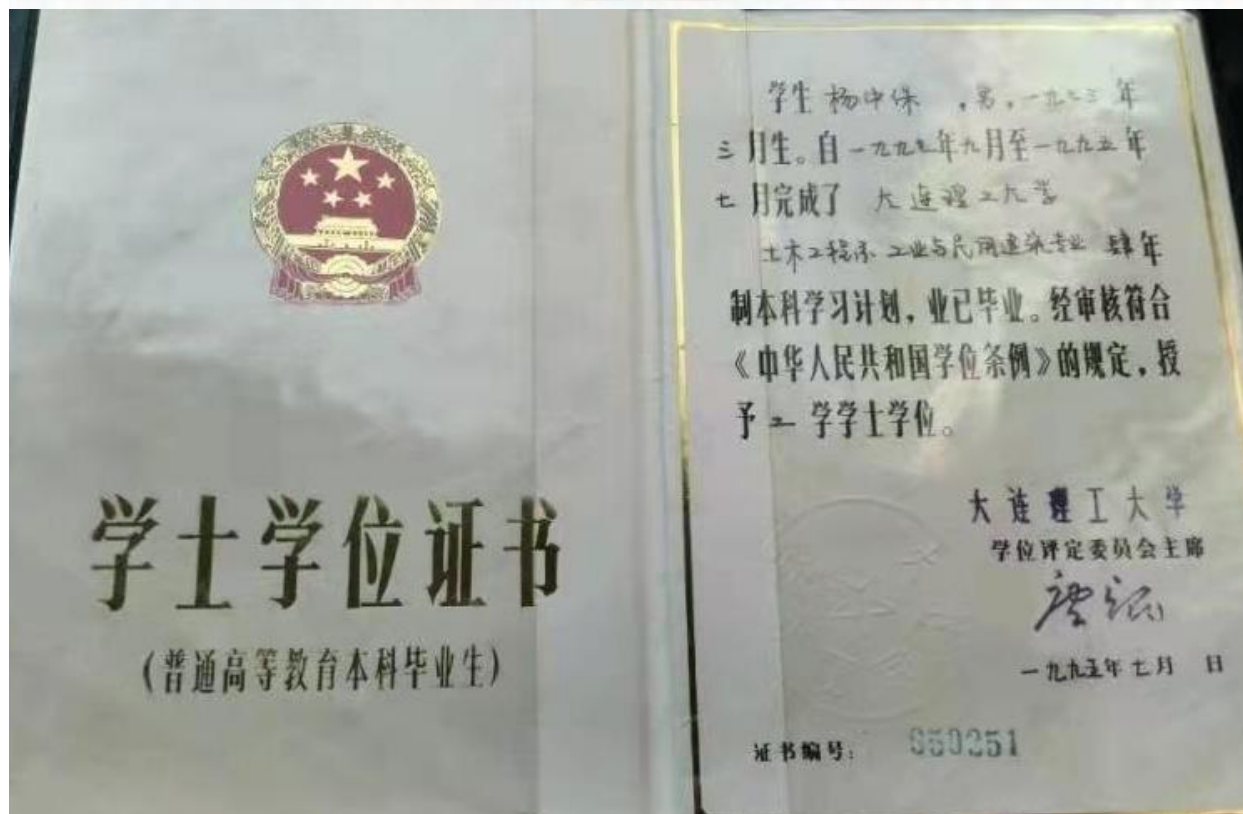 学士学位证书
(普通高等教育本科毕业生)
学生 杨中保 ,男,一九七三年
三月生。自一九九一年九月至一九九五年
七月完成了 大连理工大学
土木工程系 工业与民用建筑专业 肆年
制本科学习计划,业已毕业。经审核符合
《中华人民共和国学位条例》的规定,授
予 工 学学士学位。
大连理工大学
学位评定委员会主席
一九九五年七月 日
证书编号: 950251